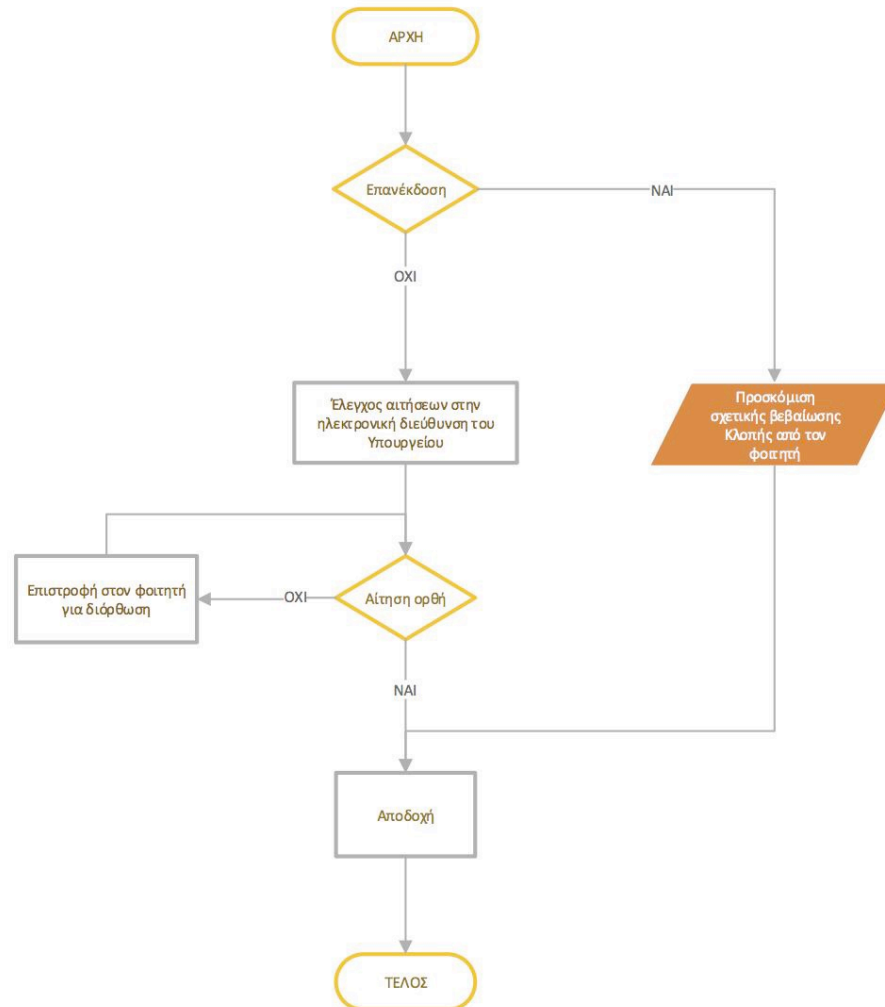 ΑΡΧΗ
Επανέκδοση
ΝΑΙ
ΟΧΙ
Έλεγχος αιτήσεων στην
ηλεκτρονική διεύθυνση του
Υπουργείου
Προσκόμιση
σχετικής βεβαίωσης
Κλοπής από τον
φοιτητή
Επιστροφή στον φοιτητή
για διόρθωση
ΟΧΙ
Αίτηση ορθή
ΝΑΙ
Αποδοχή
ΤΕΛΟΣ